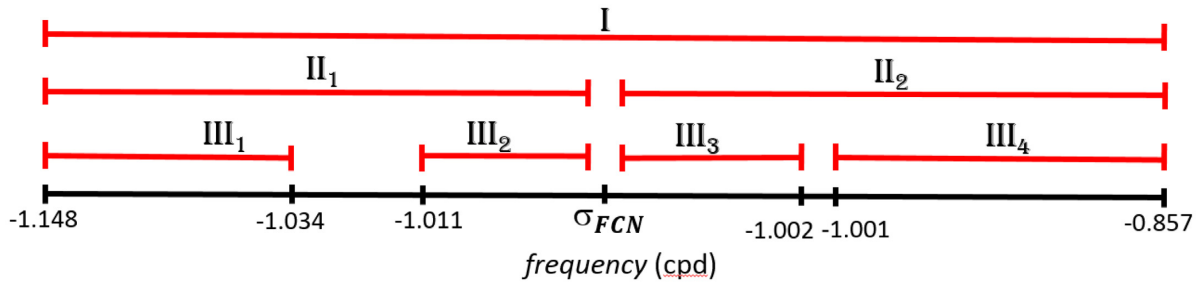 I
II₁ II₂
III₁ III₂ III₃ III₄
-1.148 -1.034 -1.011 σFCN -1.002 -1.001 -0.857
frequency (cpd)